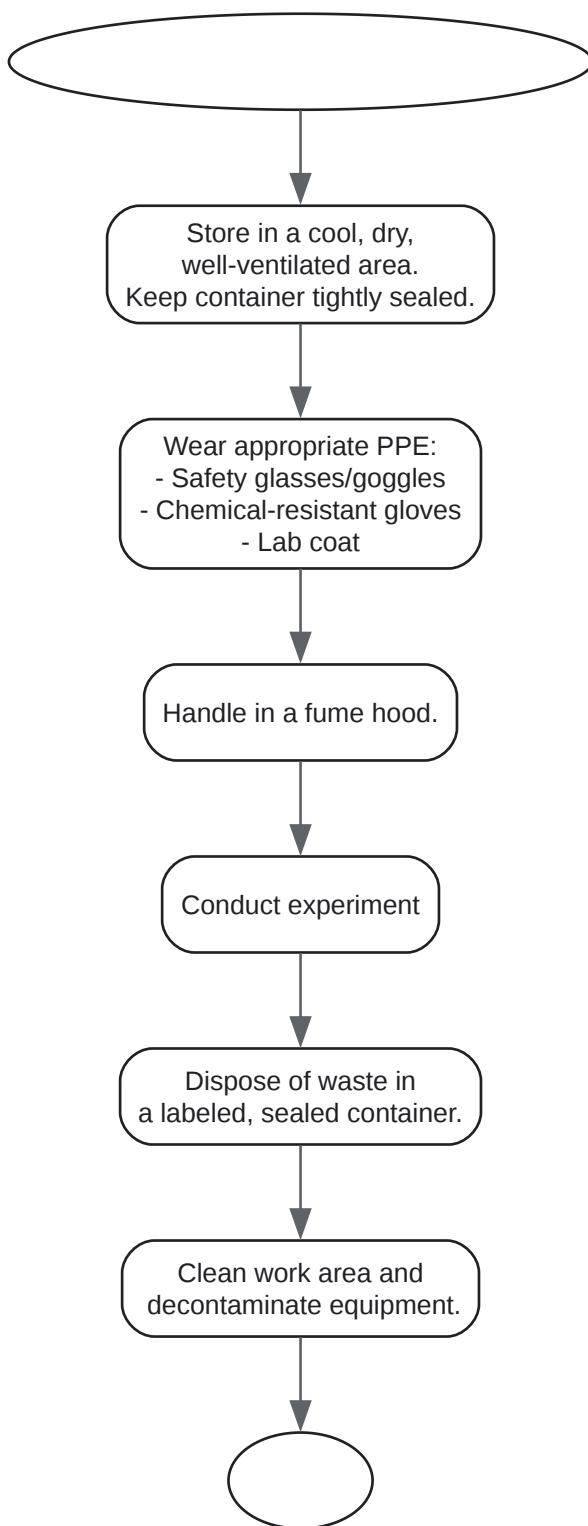 Store in a cool, dry,
well-ventilated area.
Keep container tightly sealed.
Wear appropriate PPE:
- Safety glasses/goggles
- Chemical-resistant gloves
- Lab coat
Handle in a fume hood.
Conduct experiment
Dispose of waste in
a labeled, sealed container.
Clean work area and
decontaminate equipment.